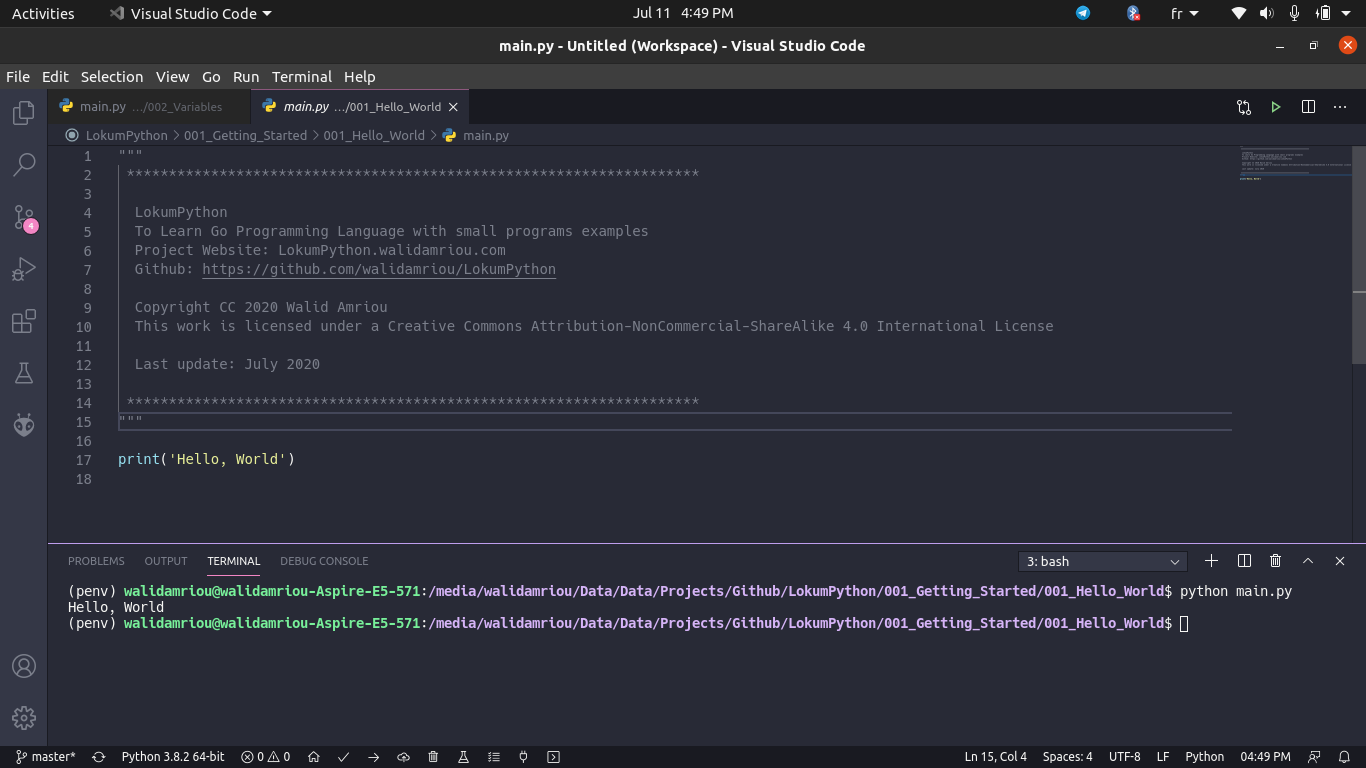 Activities Visual Studio Code Jul 11 4:49 PM fr
main.py - Untitled (Workspace) - Visual Studio Code
File Edit Selection View Go Run Terminal Help
main.py .../002_Variables main.py .../001_Hello_World
LokumPython > 001_Getting_Started > 001_Hello_World > main.py
1 """
2 ********************************************************************
3
4 LokumPython
5 To Learn Go Programming Language with small programs examples
6 Project Website: LokumPython.walidamriou.com
7 Github: https://github.com/walidamriou/LokumPython
8
9 Copyright CC 2020 Walid Amriou
10 This work is licensed under a Creative Commons Attribution-NonCommercial-ShareAlike 4.0 International License
11
12 Last update: July 2020
13
14 ********************************************************************
15 """
16
17 print('Hello, World')
18
4
PROBLEMS OUTPUT TERMINAL DEBUG CONSOLE 3: bash
(penv) walidamriou@walidamriou-Aspire-E5-571:/media/walidamriou/Data/Data/Projects/Github/LokumPython/001_Getting_Started/001_Hello_World$ python main.py
Hello, World
(penv) walidamriou@walidamriou-Aspire-E5-571:/media/walidamriou/Data/Data/Projects/Github/LokumPython/001_Getting_Started/001_Hello_World$
master* Python 3.8.2 64-bit 0 0 Ln 15, Col 4 Spaces: 4 UTF-8 LF Python 04:49 PM